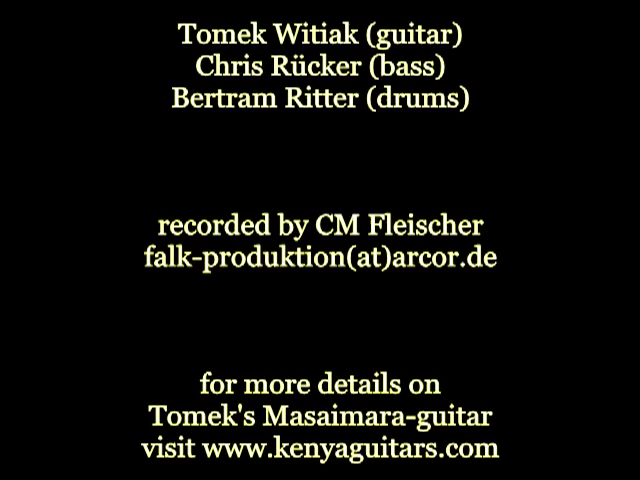 Tomek Witiak (guitar)
Chris Rücker (bass)
Bertram Ritter (drums)
recorded by CM Fleischer
falk-produktion(at)arcor.de
for more details on
Tomek's Masaimara-guitar
visit www.kenyaguitars.com